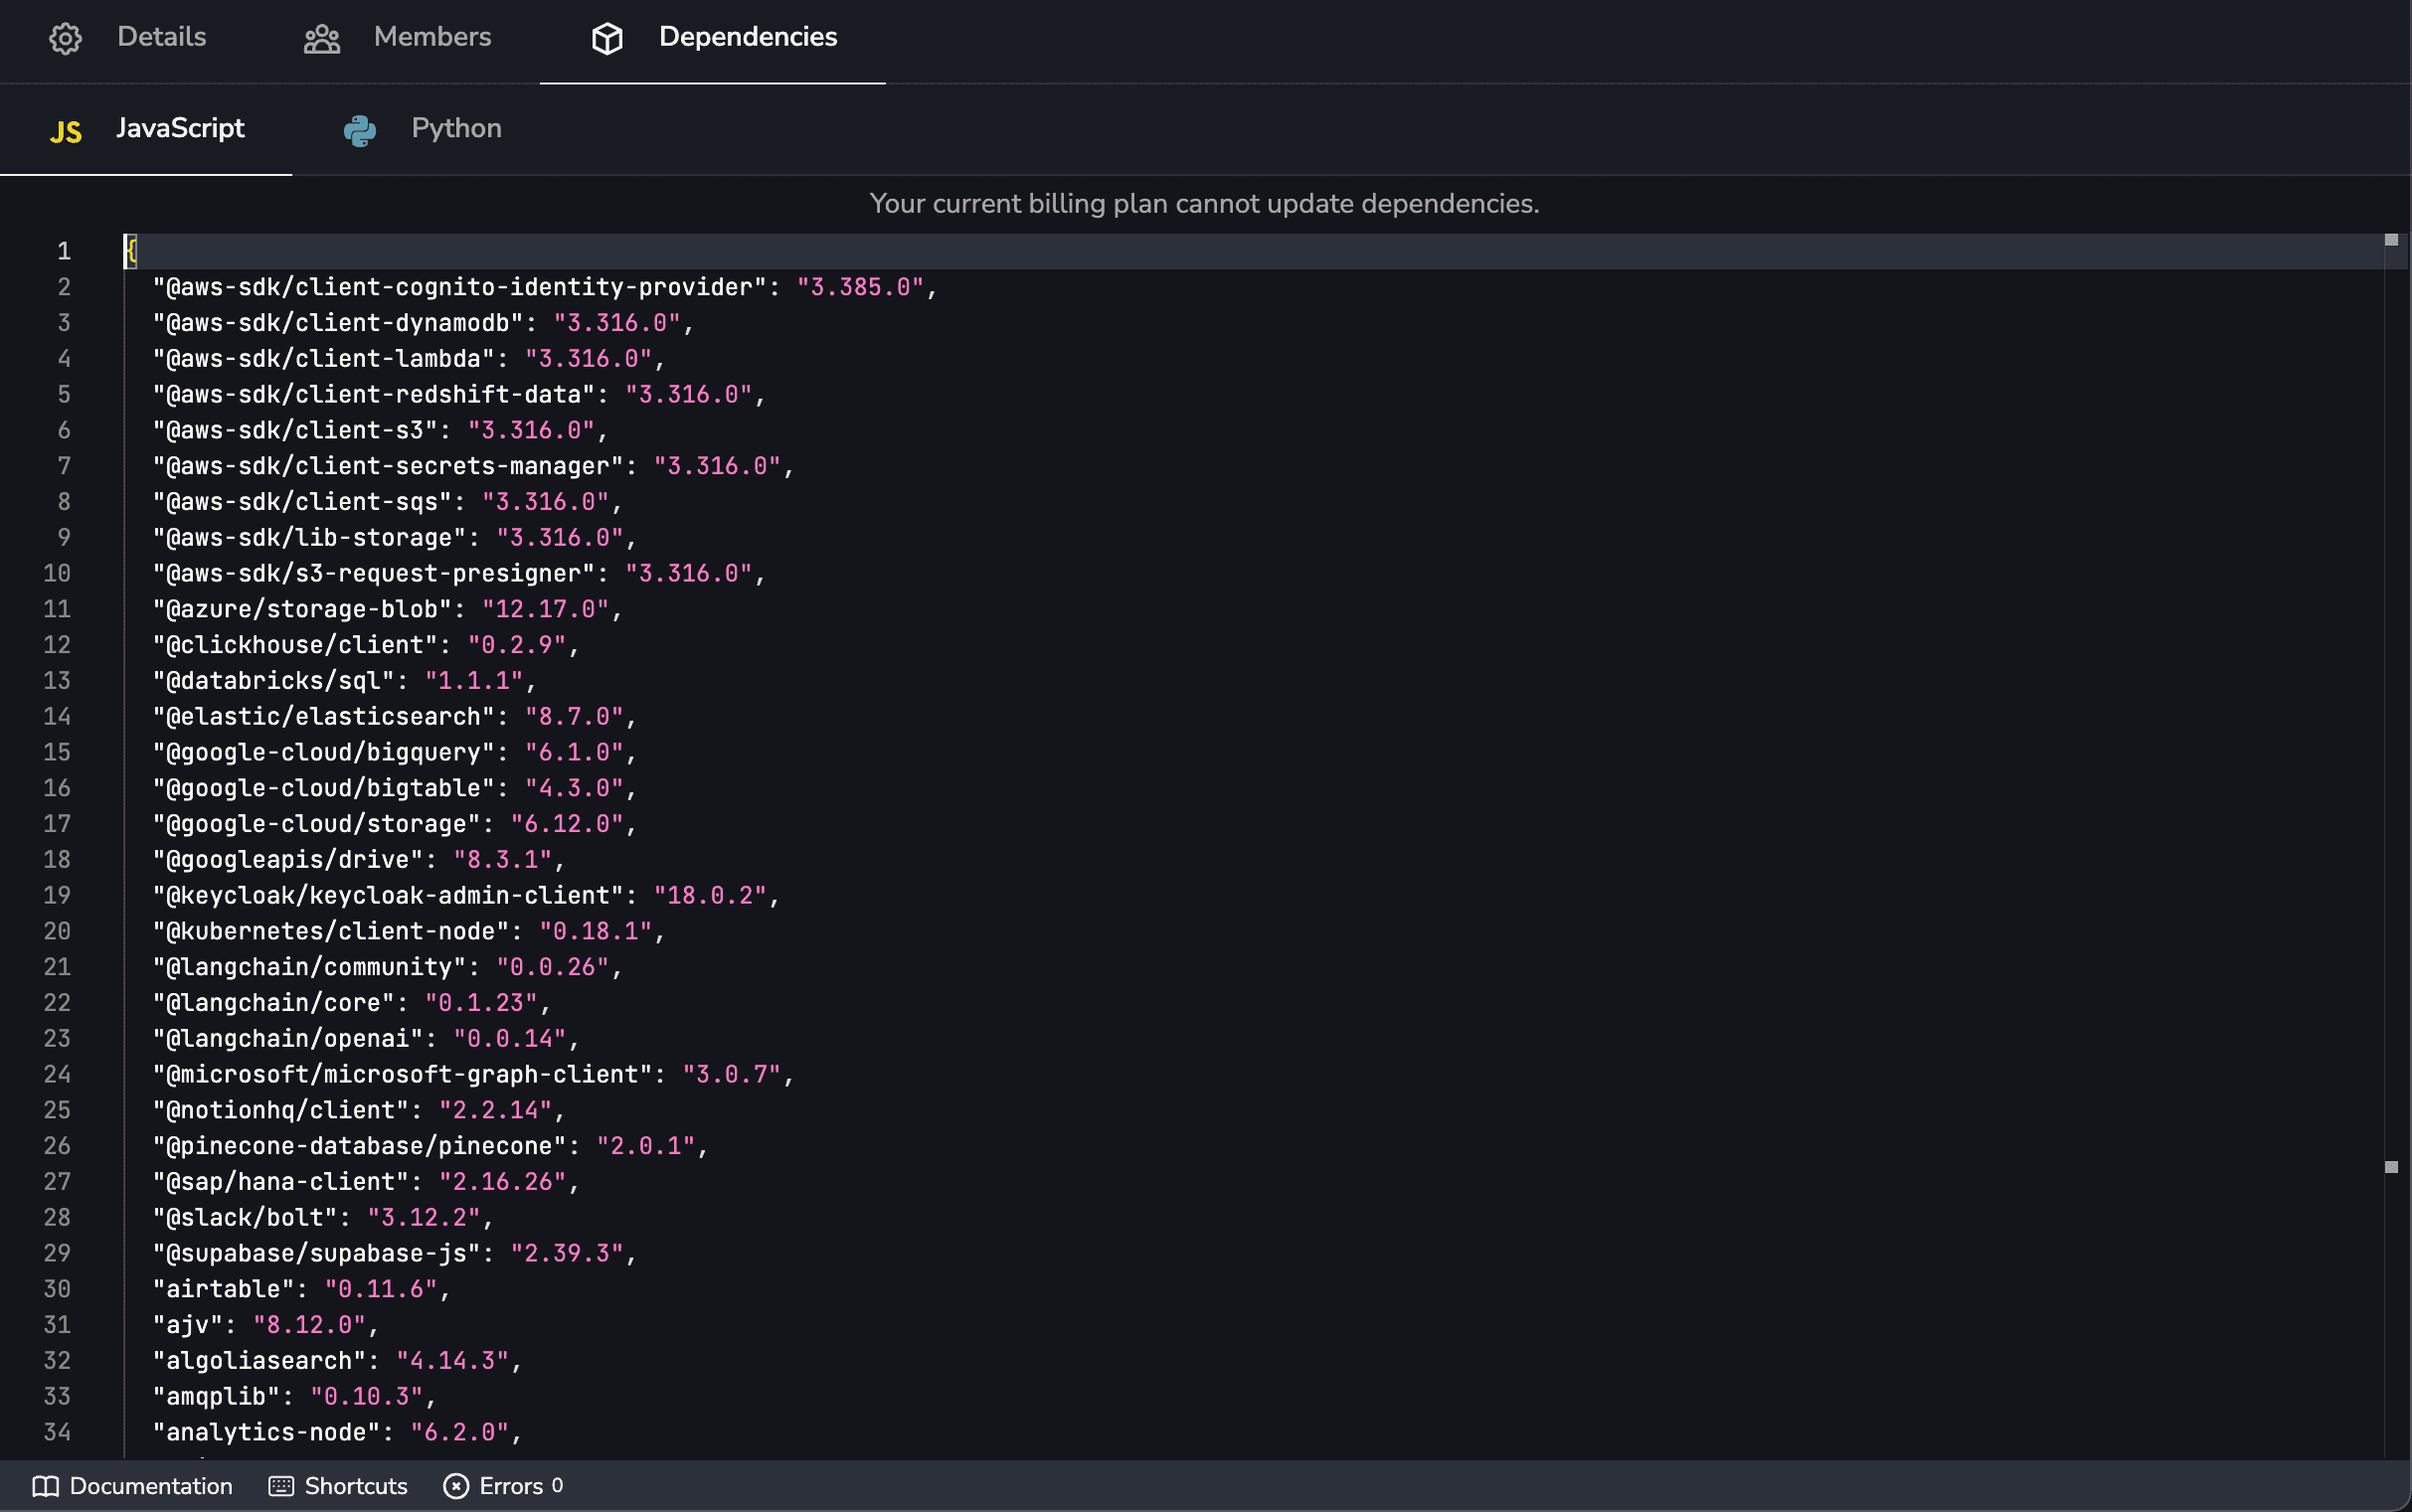 Details Members Dependencies
JS JavaScript Python
Your current billing plan cannot update dependencies.
1 {
2 "@aws-sdk/client-cognito-identity-provider": "3.385.0",
3 "@aws-sdk/client-dynamodb": "3.316.0",
4 "@aws-sdk/client-lambda": "3.316.0",
5 "@aws-sdk/client-redshift-data": "3.316.0",
6 "@aws-sdk/client-s3": "3.316.0",
7 "@aws-sdk/client-secrets-manager": "3.316.0",
8 "@aws-sdk/client-sqs": "3.316.0",
9 "@aws-sdk/lib-storage": "3.316.0",
10 "@aws-sdk/s3-request-presigner": "3.316.0",
11 "@azure/storage-blob": "12.17.0",
12 "@clickhouse/client": "0.2.9",
13 "@databricks/sql": "1.1.1",
14 "@elastic/elasticsearch": "8.7.0",
15 "@google-cloud/bigquery": "6.1.0",
16 "@google-cloud/bigtable": "4.3.0",
17 "@google-cloud/storage": "6.12.0",
18 "@googleapis/drive": "8.3.1",
19 "@keycloak/keycloak-admin-client": "18.0.2",
20 "@kubernetes/client-node": "0.18.1",
21 "@langchain/community": "0.0.26",
22 "@langchain/core": "0.1.23",
23 "@langchain/openai": "0.0.14",
24 "@microsoft/microsoft-graph-client": "3.0.7",
25 "@notionhq/client": "2.2.14",
26 "@pinecone-database/pinecone": "2.0.1",
27 "@sap/hana-client": "2.16.26",
28 "@slack/bolt": "3.12.2",
29 "@supabase/supabase-js": "2.39.3",
30 "airtable": "0.11.6",
31 "ajv": "8.12.0",
32 "algoliasearch": "4.14.3",
33 "amqplib": "0.10.3",
34 "analytics-node": "6.2.0",
Documentation Shortcuts Errors 0